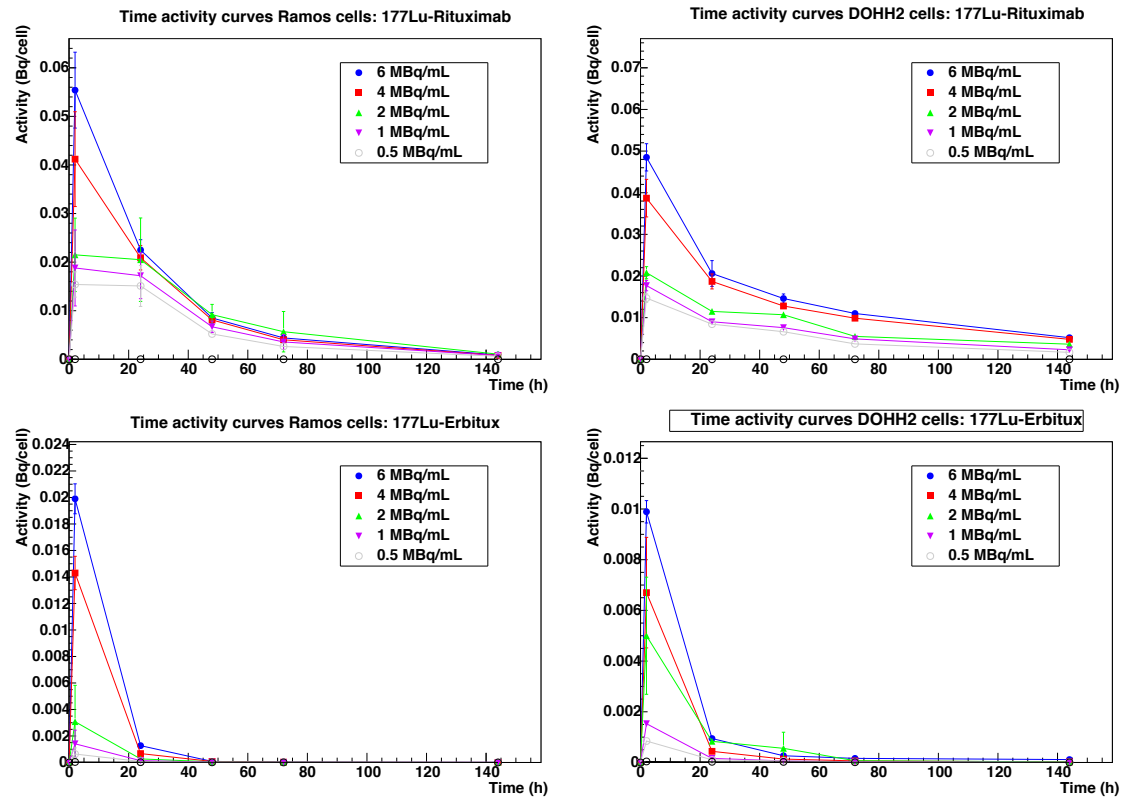 Time activity curves Ramos cells: 177Lu-Rituximab
Activity (Bq/cell)
0.06
0.05
0.04
0.03
0.02
0.01
0
0 20 40 60 80 100 120 140
Time (h)
6 MBq/mL
4 MBq/mL
2 MBq/mL
1 MBq/mL
0.5 MBq/mL
Time activity curves DOHH2 cells: 177Lu-Rituximab
Activity (Bq/cell)
0.07
0.06
0.05
0.04
0.03
0.02
0.01
0
0 20 40 60 80 100 120 140
Time (h)
6 MBq/mL
4 MBq/mL
2 MBq/mL
1 MBq/mL
0.5 MBq/mL
Time activity curves Ramos cells: 177Lu-Erbitux
Activity (Bq/cell)
0.024
0.022
0.02
0.018
0.016
0.014
0.012
0.01
0.008
0.006
0.004
0.002
0
0 20 40 60 80 100 120 140
Time (h)
6 MBq/mL
4 MBq/mL
2 MBq/mL
1 MBq/mL
0.5 MBq/mL
Time activity curves DOHH2 cells: 177Lu-Erbitux
Activity (Bq/cell)
0.012
0.01
0.008
0.006
0.004
0.002
0
0 20 40 60 80 100 120 140
Time (h)
6 MBq/mL
4 MBq/mL
2 MBq/mL
1 MBq/mL
0.5 MBq/mL